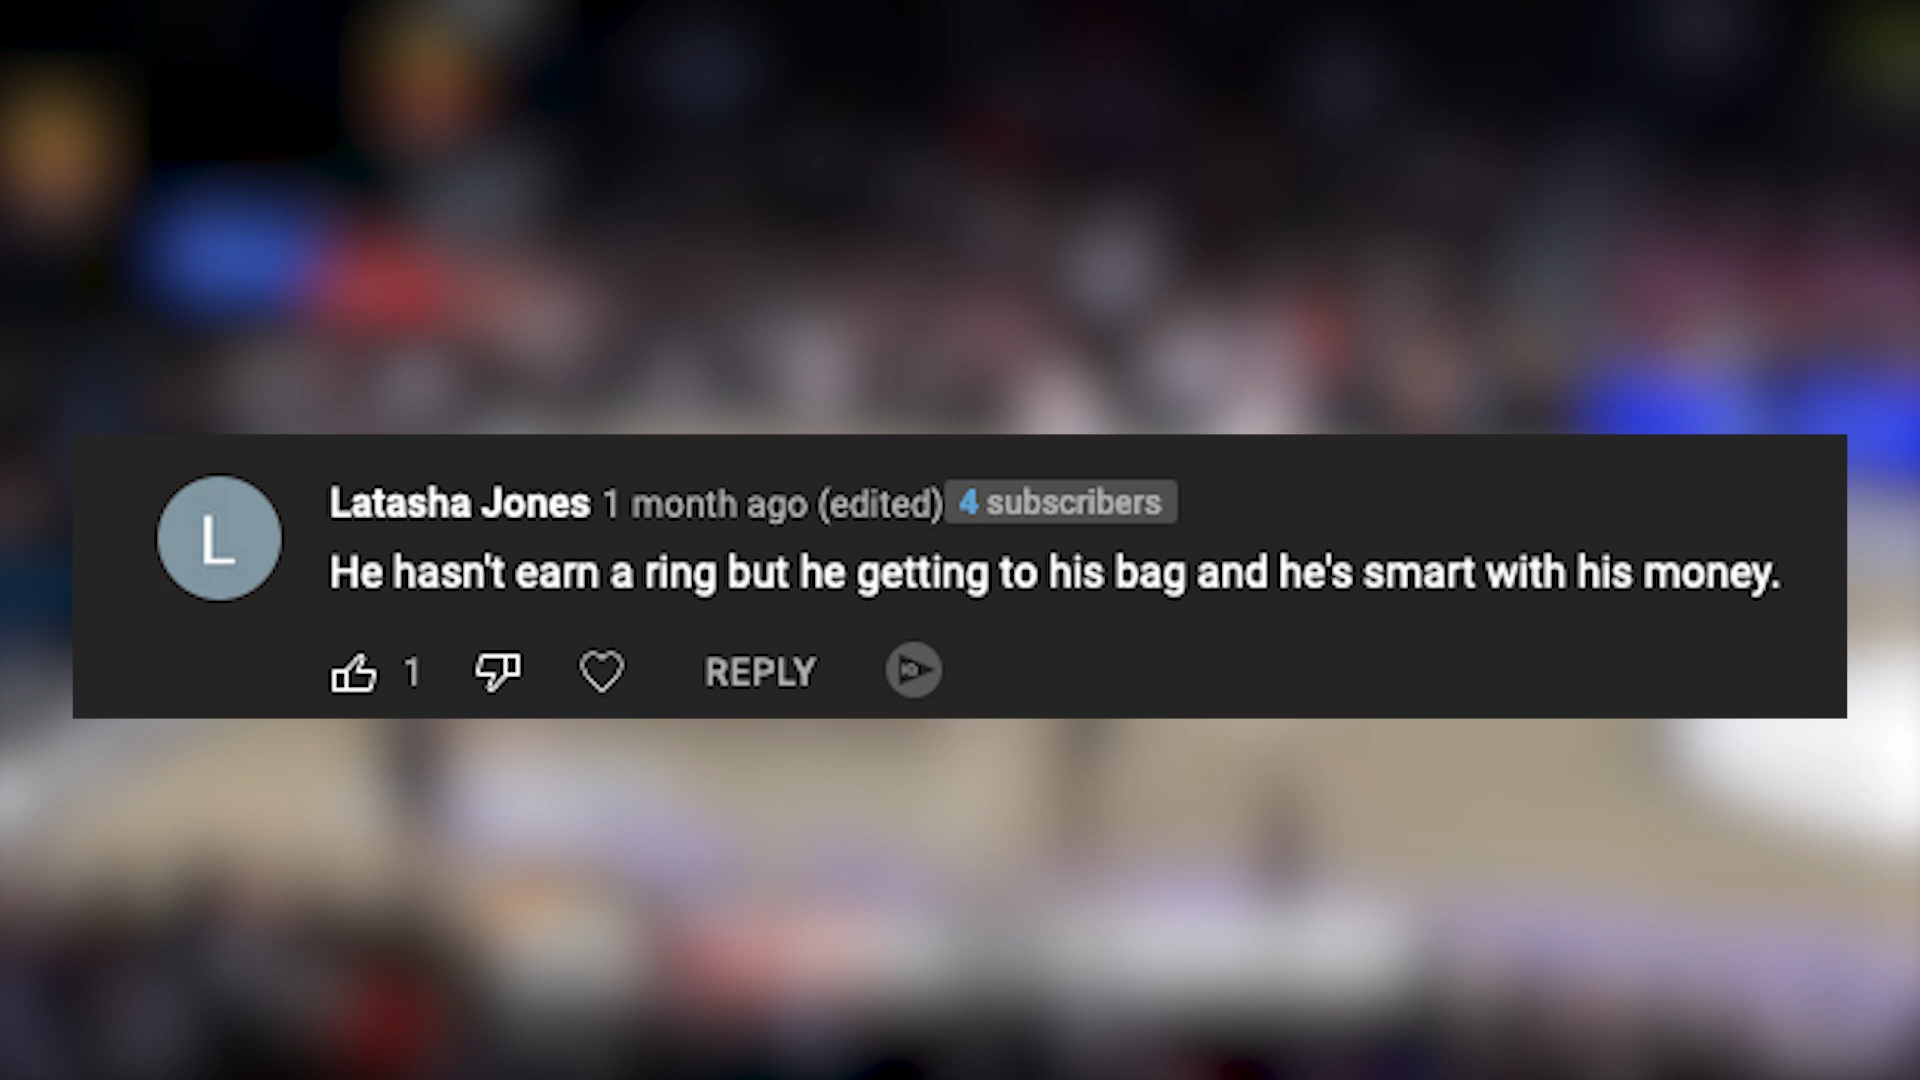 L
Latasha Jones 1 month ago (edited) 4 subscribers
He hasn't earn a ring but he getting to his bag and he's smart with his money.
1 REPLY